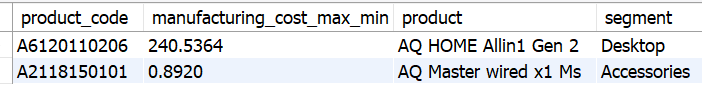 product_code manufacturing_cost_max_min product segment
A6120110206 240.5364 AQ HOME Allin1 Gen 2 Desktop
A2118150101 0.8920 AQ Master wired x1 Ms Accessories